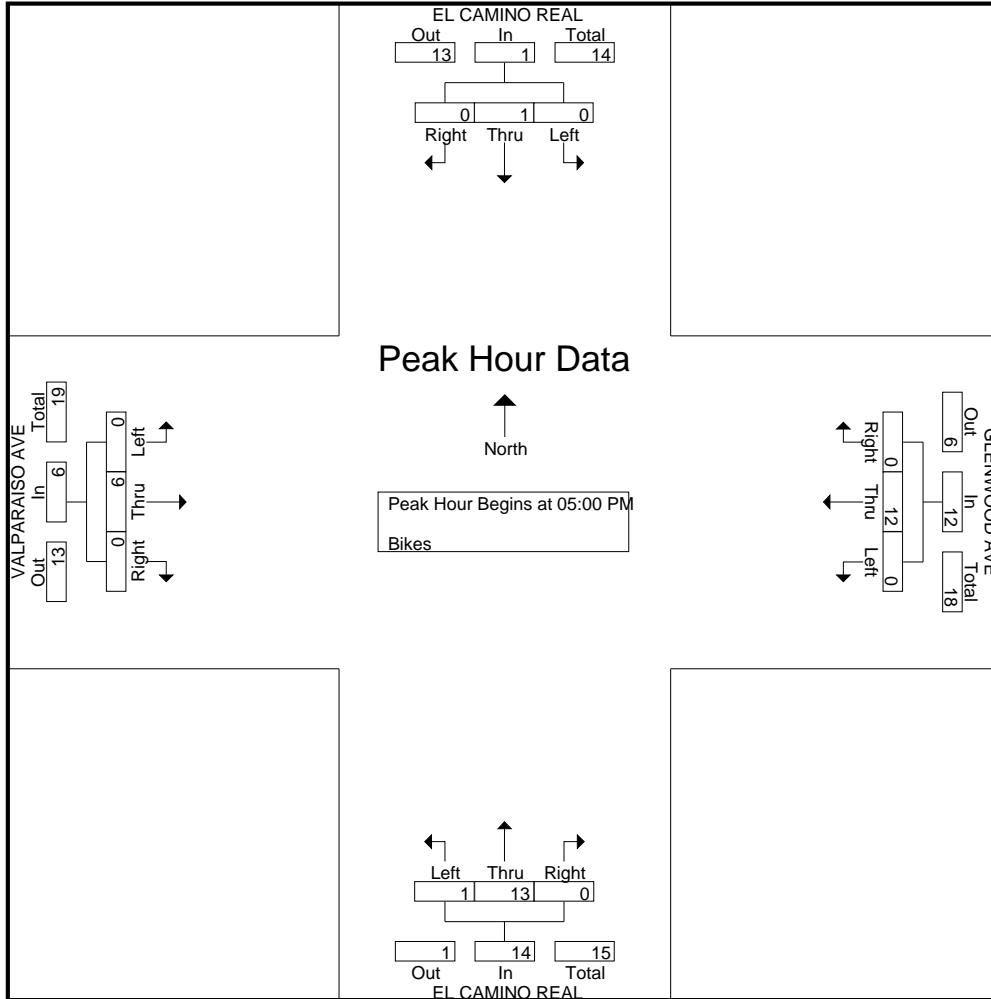 EL CAMINO REAL
Out In Total
13 1 14
0 1 0
Right Thru Left
Peak Hour Data
North
Peak Hour Begins at 05:00 PM
Bikes
VALPARAISO AVE
Out In Total
13 6 19
0 6 0
Right Thru Left
GLENWOOD AVE
Out In Total
6 12 18
0 12 0
Right Thru Left
Left Thru Right
1 13 0
1 14 15
Out In Total
EL CAMINO REAL